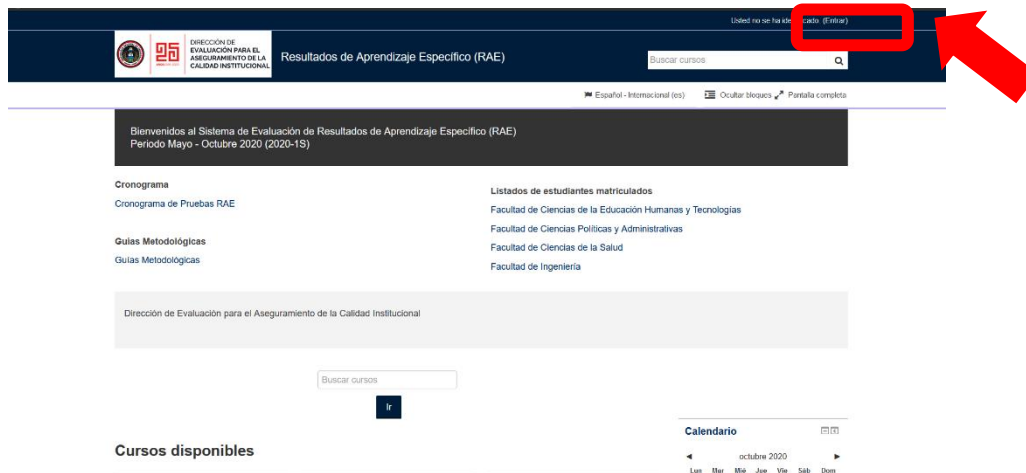 Usted no se ha identificado. (Entrar)
25
DIRECCIÓN DE
EVALUACIÓN PARA EL
ASEGURAMIENTO DE LA
CALIDAD INSTITUCIONAL
Resultados de Aprendizaje Específico (RAE)
Buscar cursos
Español - Internacional (es)
Ocultar bloques
Pantalla completa
Bienvenidos al Sistema de Evaluación de Resultados de Aprendizaje Específico (RAE)
Periodo Mayo - Octubre 2020 (2020-1S)
Cronograma
Cronograma de Pruebas RAE
Guias Metodológicas
Guías Metodológicas
Listados de estudiantes matriculados
Facultad de Ciencias de la Educación Humanas y Tecnologías
Facultad de Ciencias Políticas y Administrativas
Facultad de Ciencias de la Salud
Facultad de Ingeniería
Dirección de Evaluación para el Aseguramiento de la Calidad Institucional
Buscar cursos
Ir
Cursos disponibles
Calendario
octubre 2020
Lun Mar Mié Jue Vie Sáb Dom